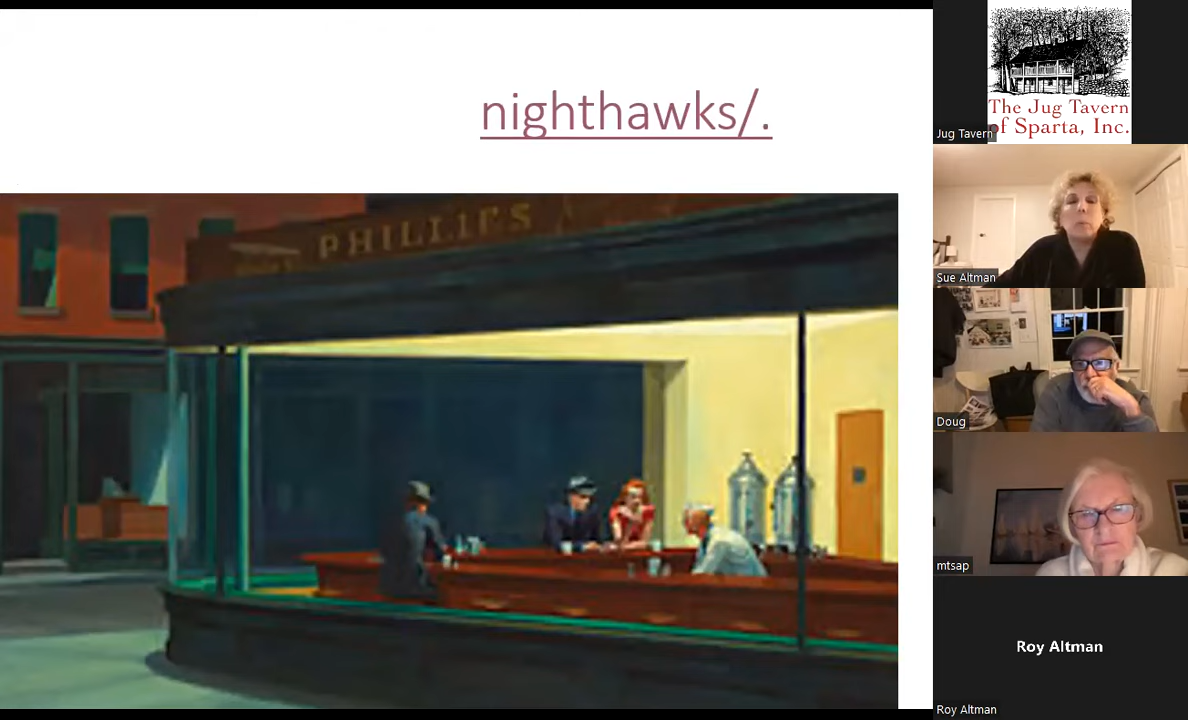 nighthawks/.
PHILLIES
The Jug Tavern
of Sparta, Inc.
Jug Tavern
Sue Altman
Doug
mtsap
Roy Altman
Roy Altman